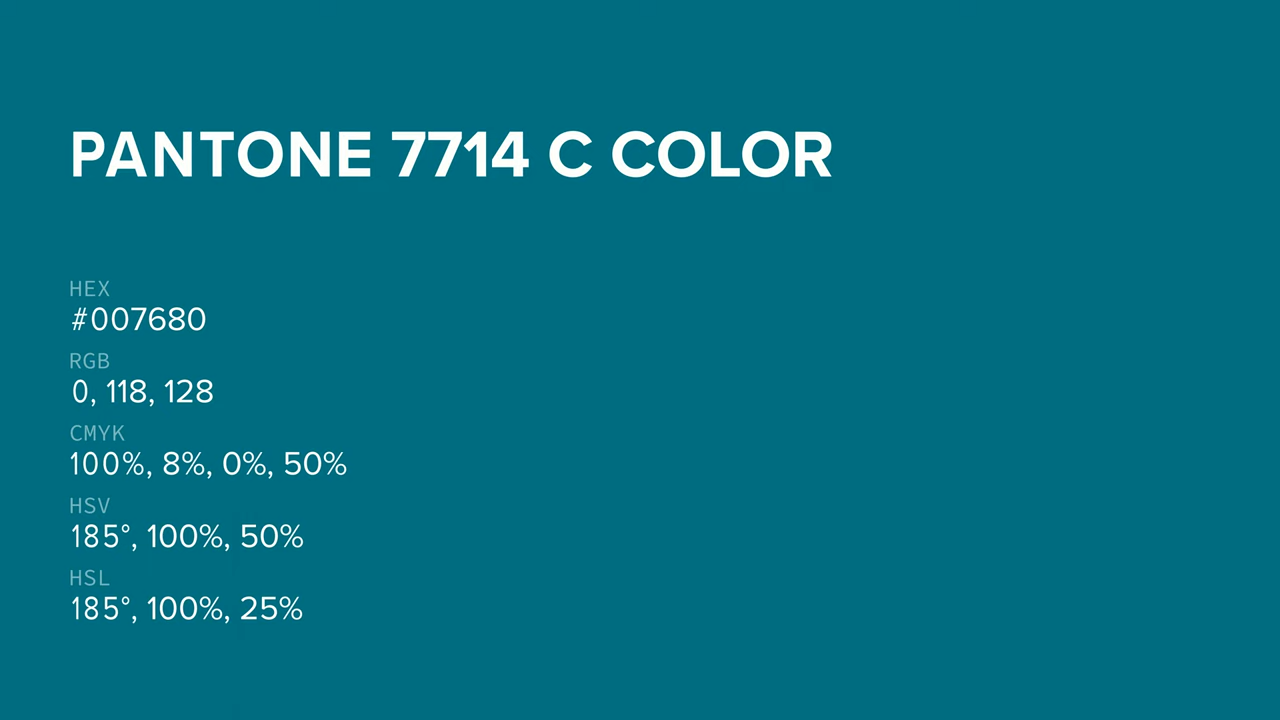 PANTONE 7714 C COLOR
HEX
#007680
RGB
0, 118, 128
CMYK
100%, 8%, 0%, 50%
HSV
185°, 100%, 50%
HSL
185°, 100%, 25%